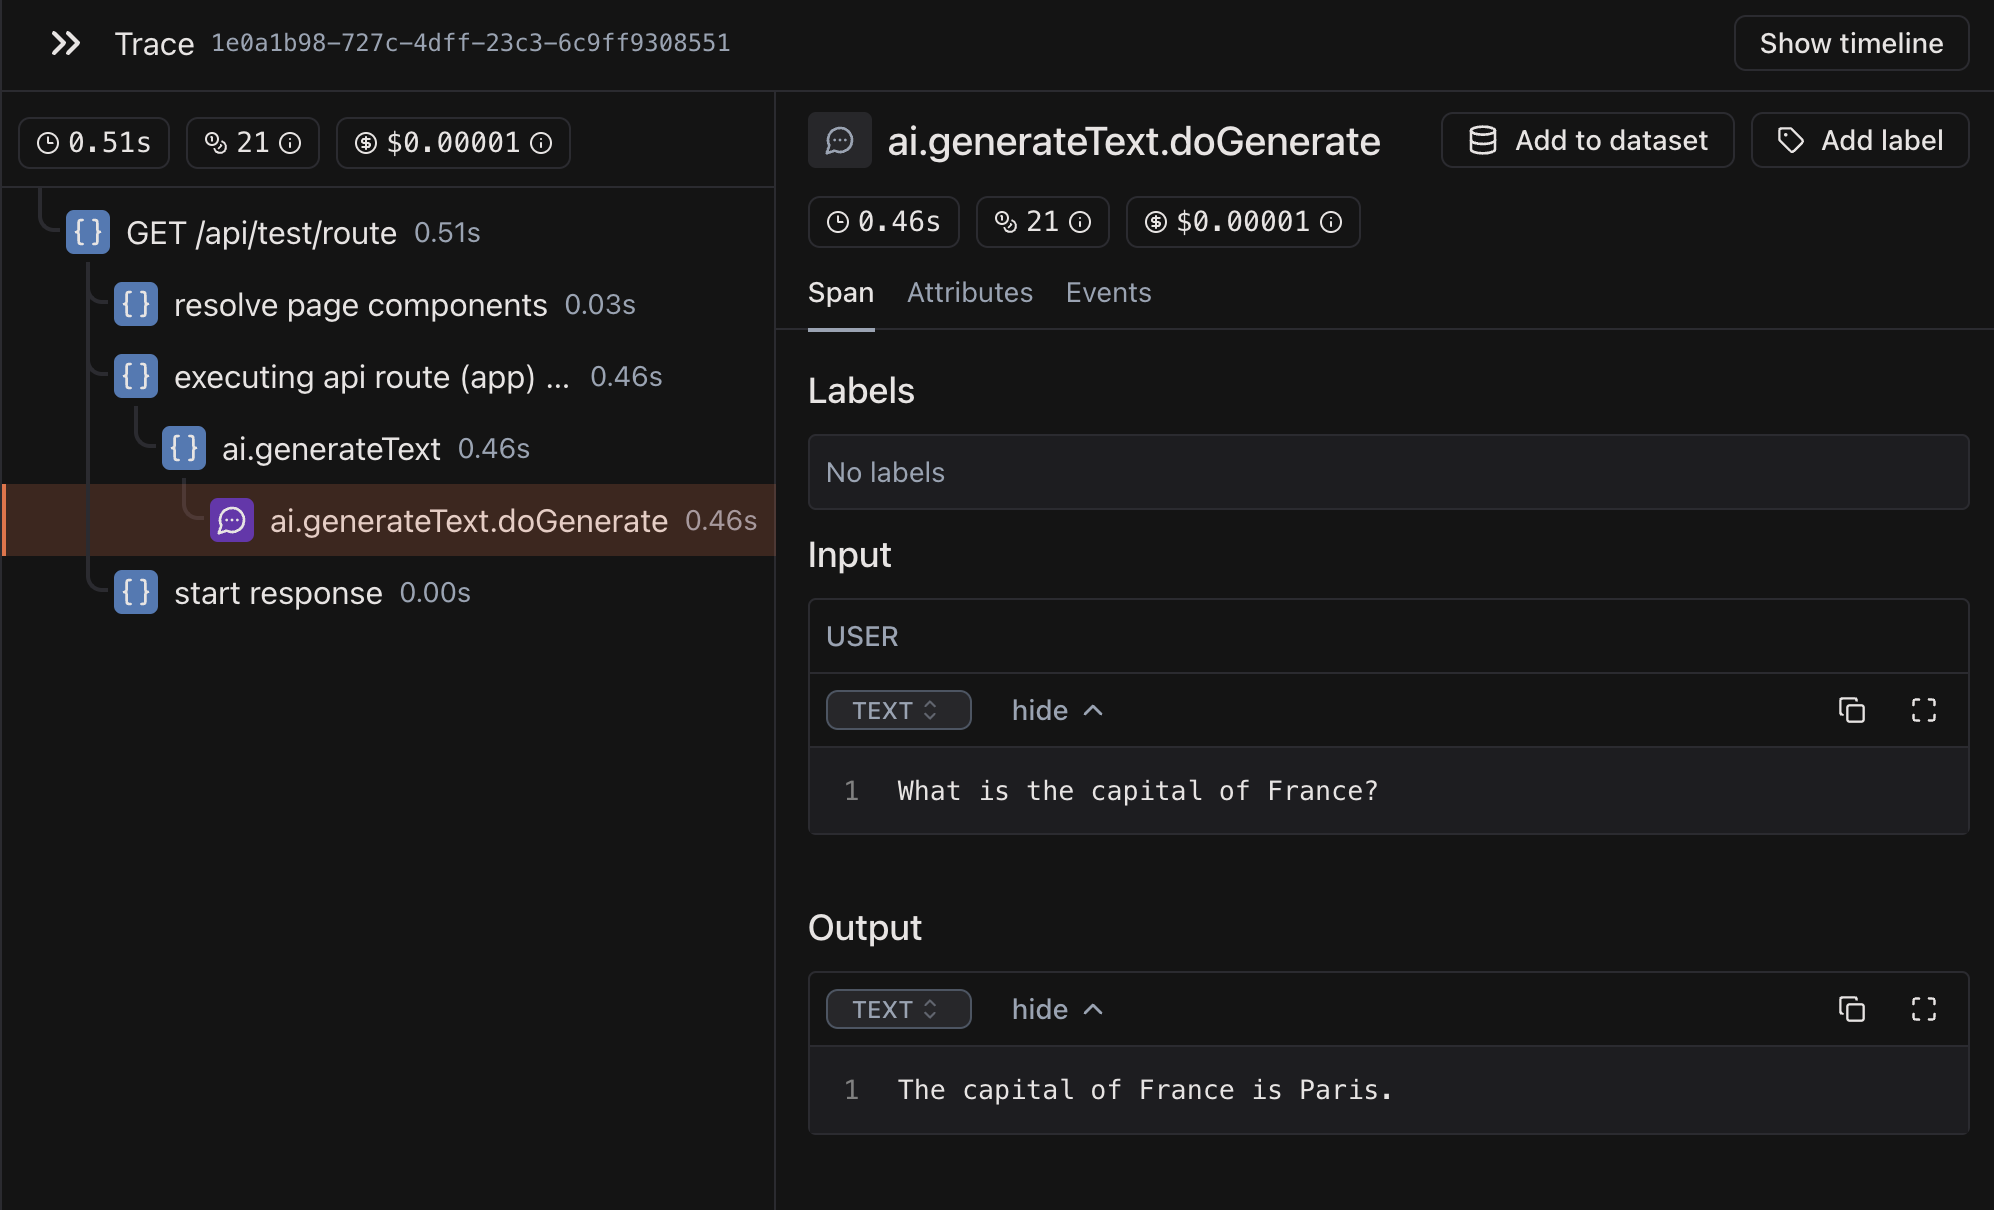 Trace 1e0a1b98-727c-4dff-23c3-6c9ff9308551
Show timeline
0.51s 21 $0.00001
{} GET /api/test/route 0.51s
{} resolve page components 0.03s
{} executing api route (app) ... 0.46s
{} ai.generateText 0.46s
ai.generateText.doGenerate 0.46s
{} start response 0.00s
ai.generateText.doGenerate
Add to dataset
Add label
0.46s 21 $0.00001
Span Attributes Events
Labels
No labels
Input
USER
TEXT hide
1 What is the capital of France?
Output
TEXT hide
1 The capital of France is Paris.